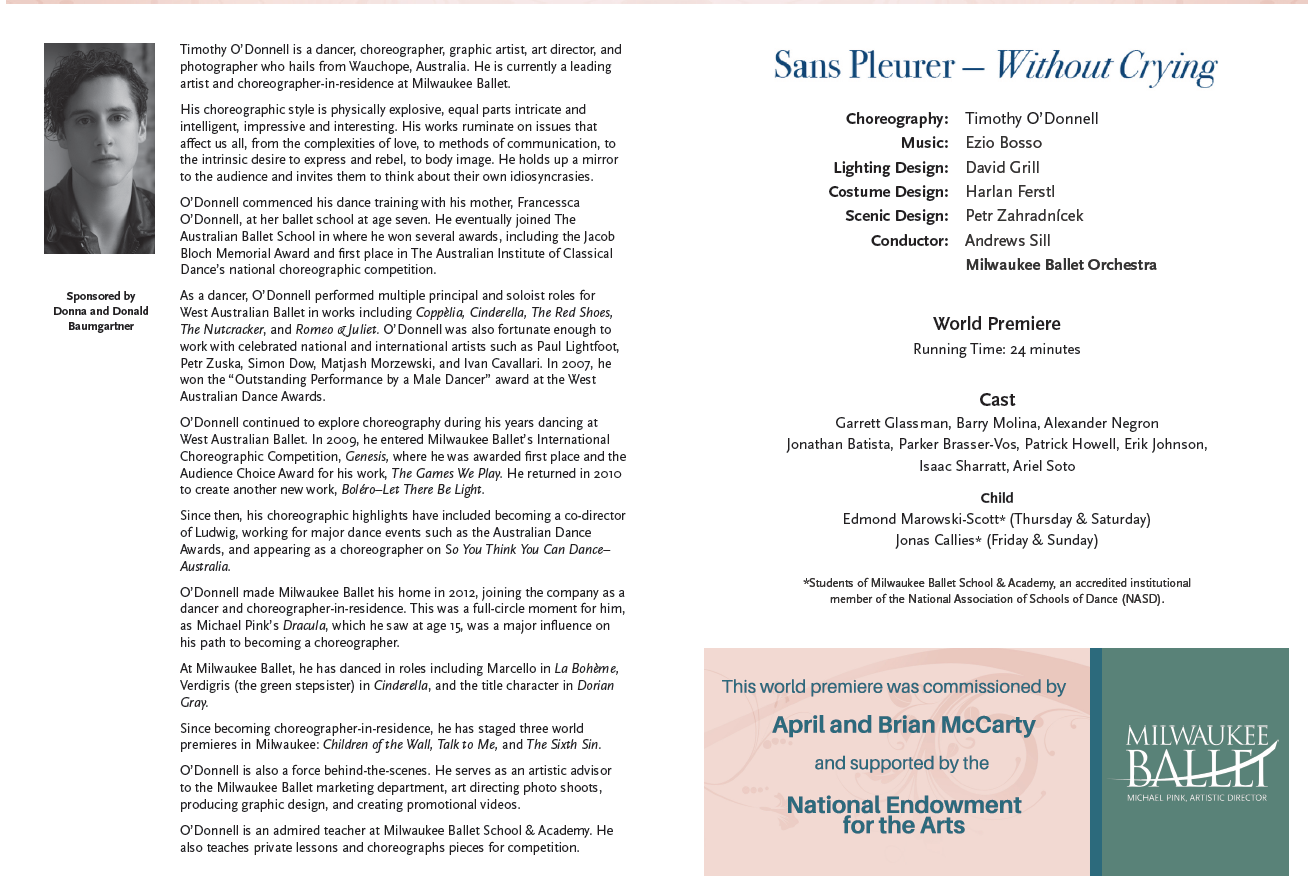 Timothy O'Donnell is a dancer, choreographer, graphic artist, art director, and
photographer who hails from Wauchope, Australia. He is currently a leading
artist and choreographer-in-residence at Milwaukee Ballet.
His choreographic style is physically explosive, equal parts intricate and
intelligent, impressive and interesting. His works ruminate on issues that
affect us all, from the complexities of love, to methods of communication, to
the intrinsic desire to express and rebel, to body image. He holds up a mirror
to the audience and invites them to think about their own idiosyncrasies.
O'Donnell commenced his dance training with his mother, Francessca
O'Donnell, at her ballet school at age seven. He eventually joined The
Australian Ballet School in where he won several awards, including the Jacob
Bloch Memorial Award and first place in The Australian Institute of Classical
Dance's national choreographic competition.
Sponsored by
Donna and Donald
Baumgartner
As a dancer, O'Donnell performed multiple principal and soloist roles for
West Australian Ballet in works including Coppèlia, Cinderella, The Red Shoes,
The Nutcracker, and Romeo & Juliet. O'Donnell was also fortunate enough to
work with celebrated national and international artists such as Paul Lightfoot,
Petr Zuska, Simon Dow, Matjash Morzewski, and Ivan Cavallari. In 2007, he
won the “Outstanding Performance by a Male Dancer” award at the West
Australian Dance Awards.
O'Donnell continued to explore choreography during his years dancing at
West Australian Ballet. In 2009, he entered Milwaukee Ballet's International
Choreographic Competition, Genesis, where he was awarded first place and the
Audience Choice Award for his work, The Games We Play. He returned in 2010
to create another new work, Boléro–Let There Be Light.
Since then, his choreographic highlights have included becoming a co-director
of Ludwig, working for major dance events such as the Australian Dance
Awards, and appearing as a choreographer on So You Think You Can Dance–
Australia.
O'Donnell made Milwaukee Ballet his home in 2012, joining the company as a
dancer and choreographer-in-residence. This was a full-circle moment for him,
as Michael Pink's Dracula, which he saw at age 15, was a major influence on
his path to becoming a choreographer.
At Milwaukee Ballet, he has danced in roles including Marcello in La Bohème,
Verdigris (the green stepsister) in Cinderella, and the title character in Dorian
Gray.
Since becoming choreographer-in-residence, he has staged three world
premieres in Milwaukee: Children of the Wall, Talk to Me, and The Sixth Sin.
O'Donnell is also a force behind-the-scenes. He serves as an artistic advisor
to the Milwaukee Ballet marketing department, art directing photo shoots,
producing graphic design, and creating promotional videos.
O'Donnell is an admired teacher at Milwaukee Ballet School & Academy. He
also teaches private lessons and choreographs pieces for competition.
Sans Pleurer – Without Crying
Choreography: Timothy O'Donnell
Music: Ezio Bosso
Lighting Design: David Grill
Costume Design: Harlan Ferstl
Scenic Design: Petr Zahradnícek
Conductor: Andrews Sill
Milwaukee Ballet Orchestra
World Premiere
Running Time: 24 minutes
Cast
Garrett Glassman, Barry Molina, Alexander Negron
Jonathan Batista, Parker Brasser-Vos, Patrick Howell, Erik Johnson,
Isaac Sharratt, Ariel Soto
Child
Edmond Marowski-Scott* (Thursday & Saturday)
Jonas Callies* (Friday & Sunday)
*Students of Milwaukee Ballet School & Academy, an accredited institutional
member of the National Association of Schools of Dance (NASD).
This world premiere was commissioned by
April and Brian McCarty
and supported by the
National Endowment
for the Arts
MILWAUKEE
BALLET
MICHAEL PINK, ARTISTIC DIRECTOR